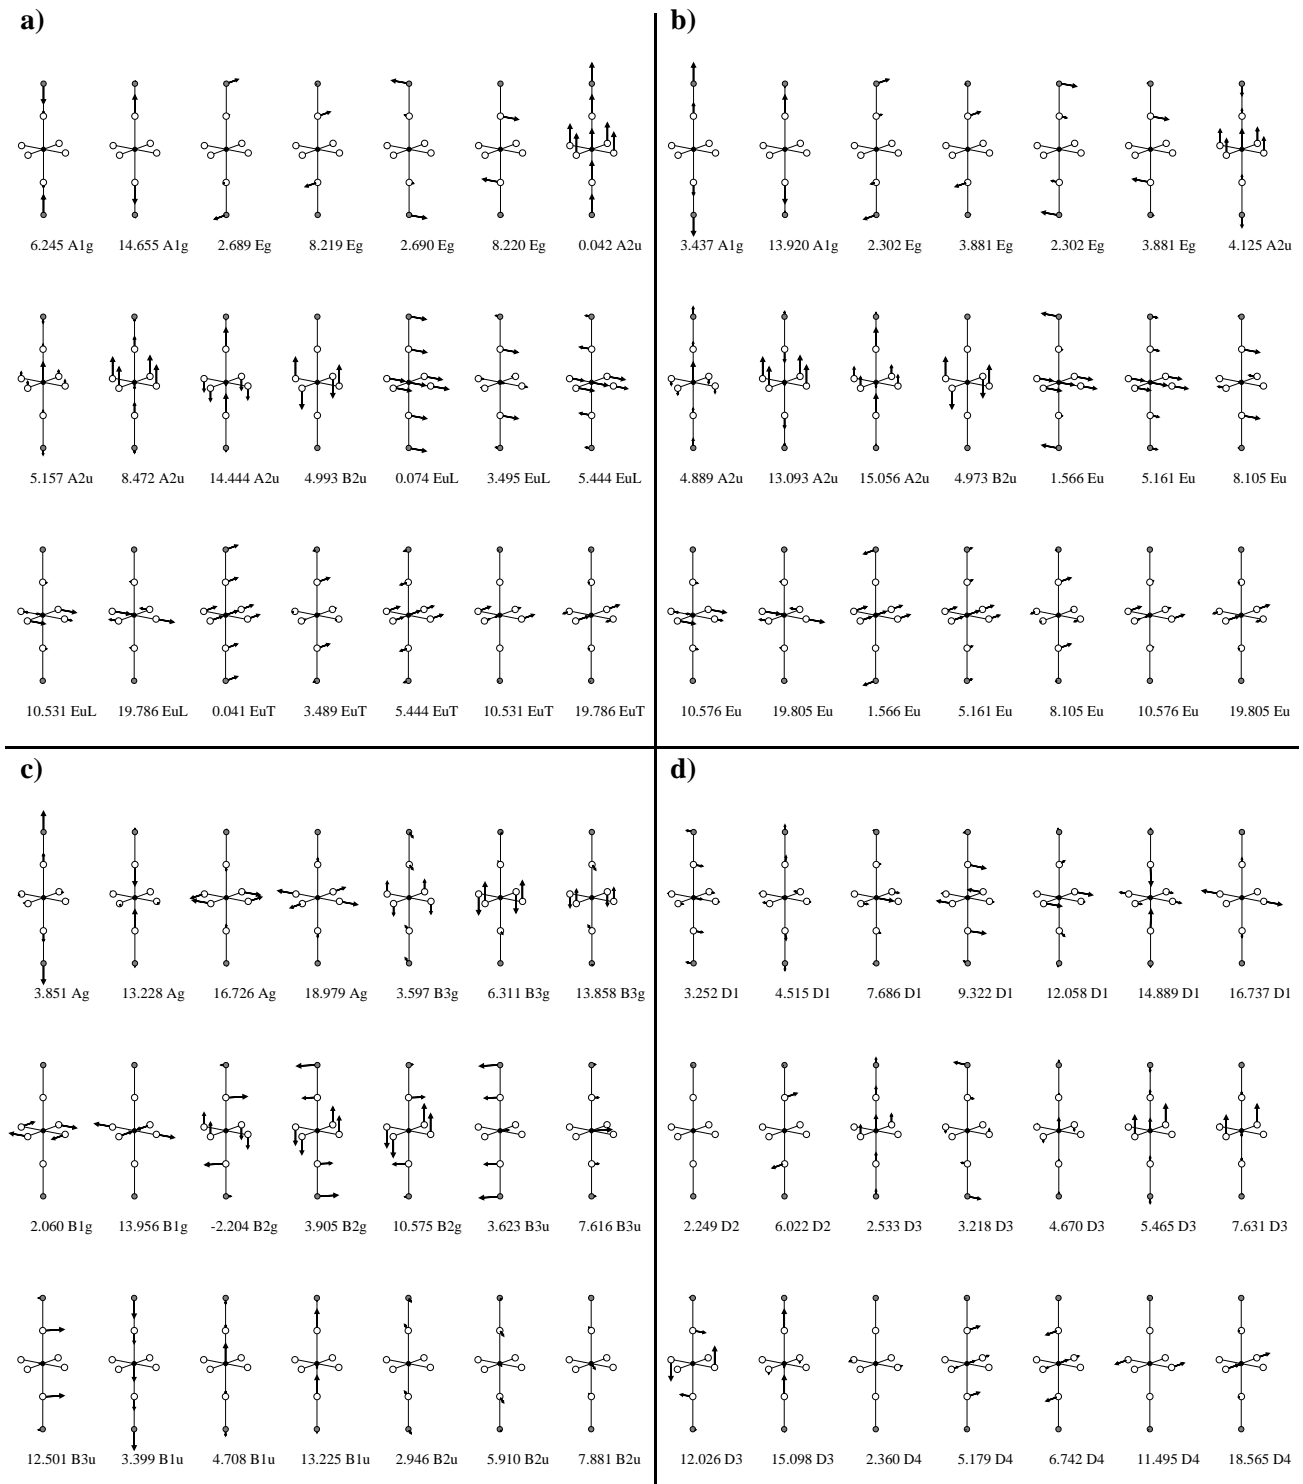 a)
b)
6.245 A1g 14.655 A1g 2.689 Eg 8.219 Eg 2.690 Eg 8.220 Eg 0.042 A2u
3.437 A1g 13.920 A1g 2.302 Eg 3.881 Eg 2.302 Eg 3.881 Eg 4.125 A2u
5.157 A2u 8.472 A2u 14.444 A2u 4.993 B2u 0.074 EuL 3.495 EuL 5.444 EuL
4.889 A2u 13.093 A2u 15.056 A2u 4.973 B2u 1.566 Eu 5.161 Eu 8.105 Eu
10.531 EuL 19.786 EuL 0.041 EuT 3.489 EuT 5.444 EuT 10.531 EuT 19.786 EuT
10.576 Eu 19.805 Eu 1.566 Eu 5.161 Eu 8.105 Eu 10.576 Eu 19.805 Eu
c)
d)
3.851 Ag 13.228 Ag 16.726 Ag 18.979 Ag 3.597 B3g 6.311 B3g 13.858 B3g
3.252 D1 4.515 D1 7.686 D1 9.322 D1 12.058 D1 14.889 D1 16.737 D1
2.060 B1g 13.956 B1g -2.204 B2g 3.905 B2g 10.575 B2g 3.623 B3u 7.616 B3u
2.249 D2 6.022 D2 2.533 D3 3.218 D3 4.670 D3 5.465 D3 7.631 D3
12.501 B3u 3.399 B1u 4.708 B1u 13.225 B1u 2.946 B2u 5.910 B2u 7.881 B2u
12.026 D3 15.098 D3 2.360 D4 5.179 D4 6.742 D4 11.495 D4 18.565 D4